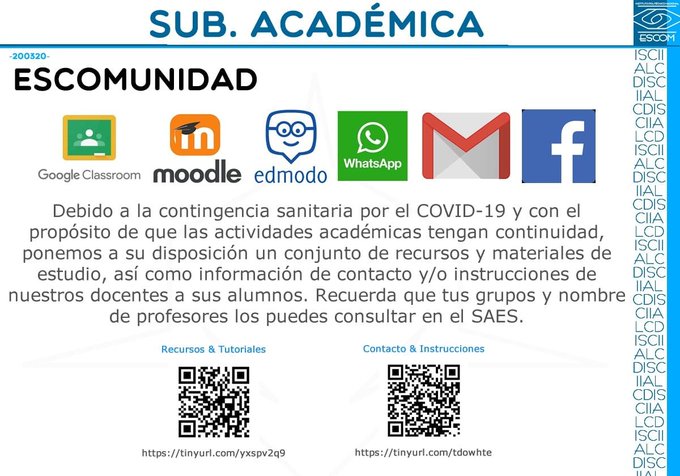 SUB. ACADÉMICA
ESCOM
-200320-
ESCOMUNIDAD
Google Classroom
moodle
edmodo
WhatsApp
Debido a la contingencia sanitaria por el COVID-19 y con el
propósito de que las actividades académicas tengan continuidad,
ponemos a su disposición un conjunto de recursos y materiales de
estudio, así como información de contacto y/o instrucciones de
nuestros docentes a sus alumnos. Recuerda que tus grupos y nombre
de profesores los puedes consultar en el SAES.
Recursos & Tutoriales
Contacto & Instrucciones
https://tinyurl.com/yxspv2q9
https://tinyurl.com/tdowhte
ISCII
ALC
DISC
IIAL
CDIS
CIIA
LCD
ISCII
ALC
DISC
IIAL
CDIS
CIIA
LCD
ISCII
ALC
DISC
IIAL
CDIS
CIIA
LCD
ISCII
ALC
DISC
IIAL
CDIS
CIIA
LCD
ISCII
ALC
DISC